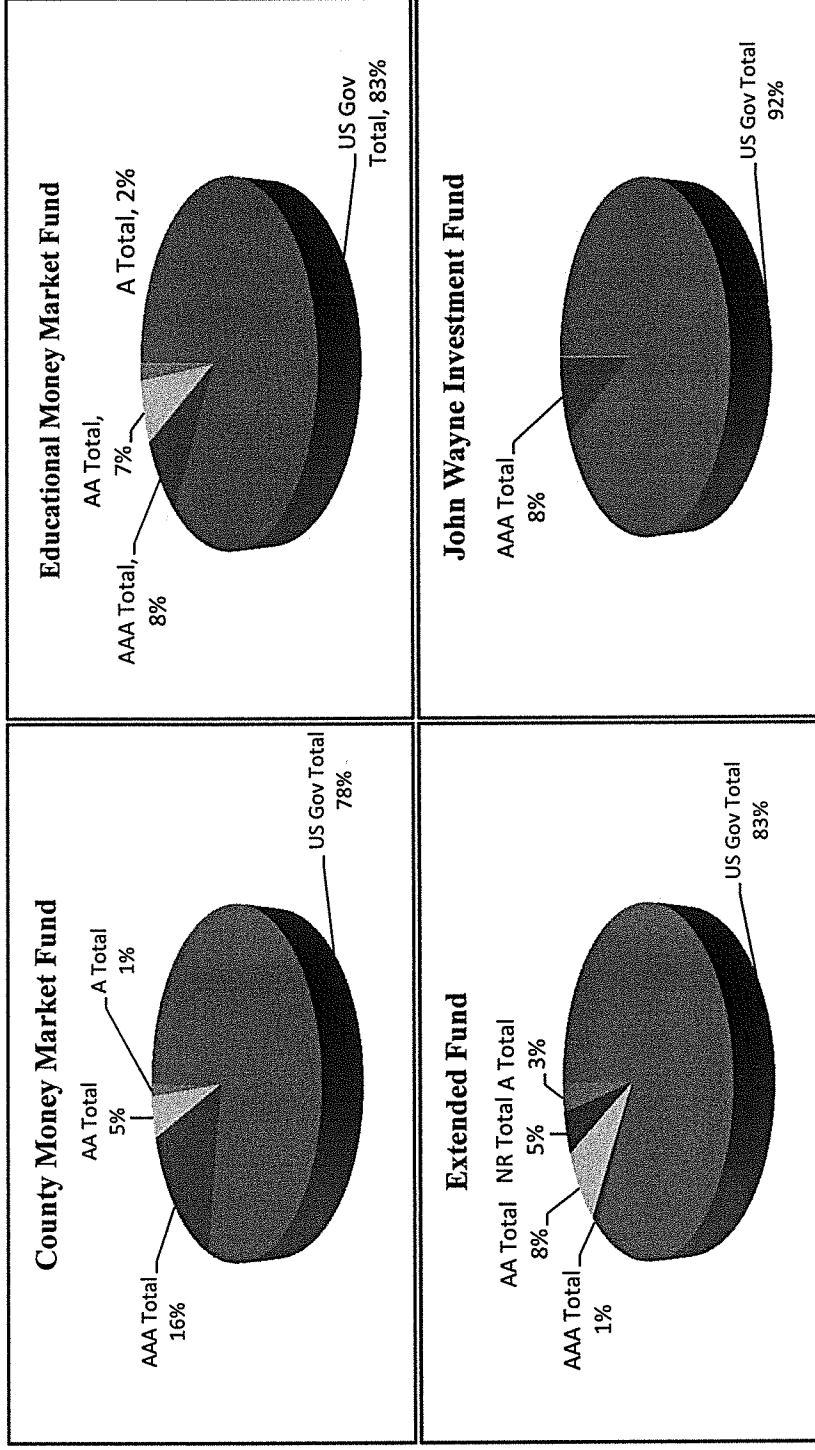 County Money Market Fund
AA Total
5%
A Total
1%
AAA Total
16%
US Gov Total
78%
Educational Money Market Fund
AA Total,
7%
A Total, 2%
AAA Total,
8%
US Gov
Total, 83%
Extended Fund
AA Total NR Total A Total
8% 5% 3%
AAA Total
1%
US Gov Total
83%
John Wayne Investment Fund
AAA Total
8%
US Gov Total
92%